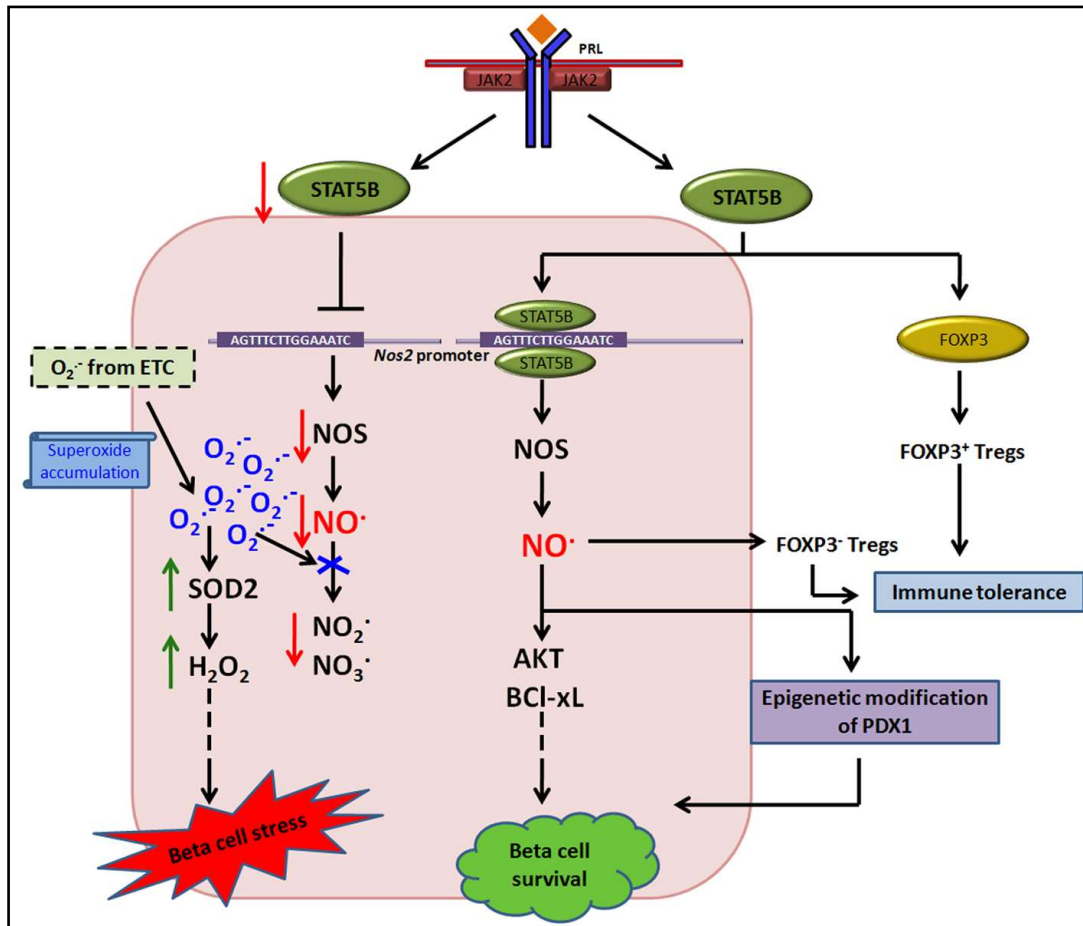 PRL
JAK2 JAK2
STAT5B
STAT5B
STAT5B
AGTTTCTTGGAAATC
Nos2 promoter
AGTTTCTTGGAAATC
STAT5B
FOXP3
O₂·⁻ from ETC
Superoxide
accumulation
O₂·⁻
O₂·⁻
O₂·⁻
O₂·⁻
O₂·⁻
O₂·⁻
NOS
NO·
NO₂·
NO₃·
SOD2
H₂O₂
NOS
NO·
AKT
BCl-xL
FOXP3⁺ Tregs
FOXP3⁻ Tregs
Immune tolerance
Epigenetic modification
of PDX1
Beta cell stress
Beta cell
survival